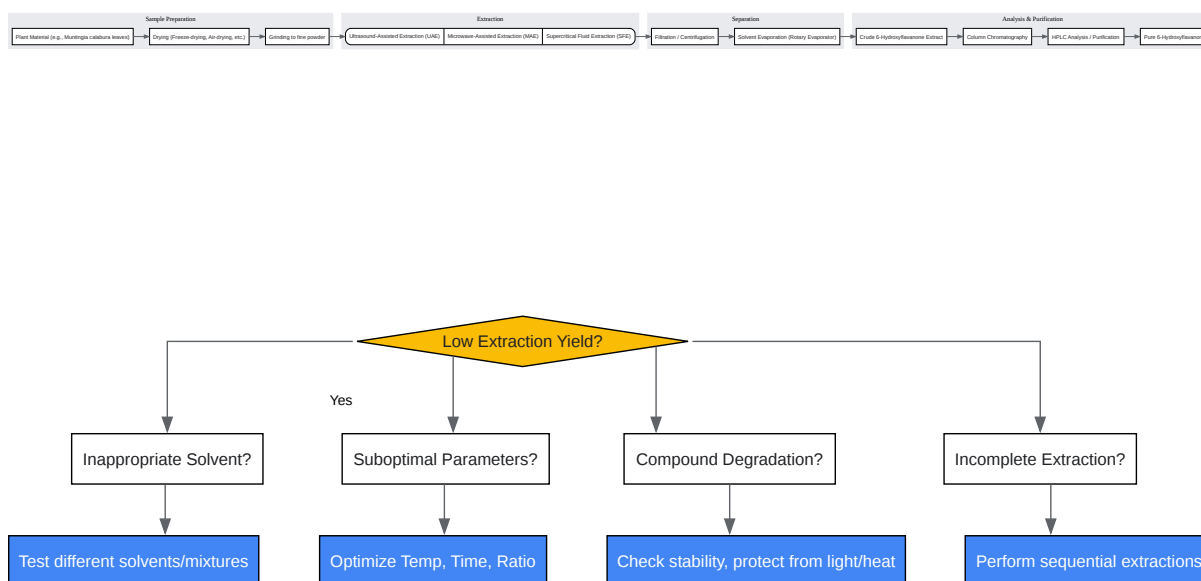 Sample Preparation
Extraction
Separation
Analysis & Purification
Plant Material (e.g., Muntingia calabura leaves)
Drying (Freeze-drying, Air-drying, etc.)
Grinding to fine powder
Ultrasound-Assisted Extraction (UAE)
Microwave-Assisted Extraction (MAE)
Supercritical Fluid Extraction (SFE)
Filtration / Centrifugation
Solvent Evaporation (Rotary Evaporator)
Crude 6-Hydroxyflavanone Extract
Column Chromatography
HPLC Analysis / Purification
Pure 6-Hydroxyflavanone
Low Extraction Yield?
Yes
Inappropriate Solvent?
Suboptimal Parameters?
Compound Degradation?
Incomplete Extraction?
Test different solvents/mixtures
Optimize Temp, Time, Ratio
Check stability, protect from light/heat
Perform sequential extractions